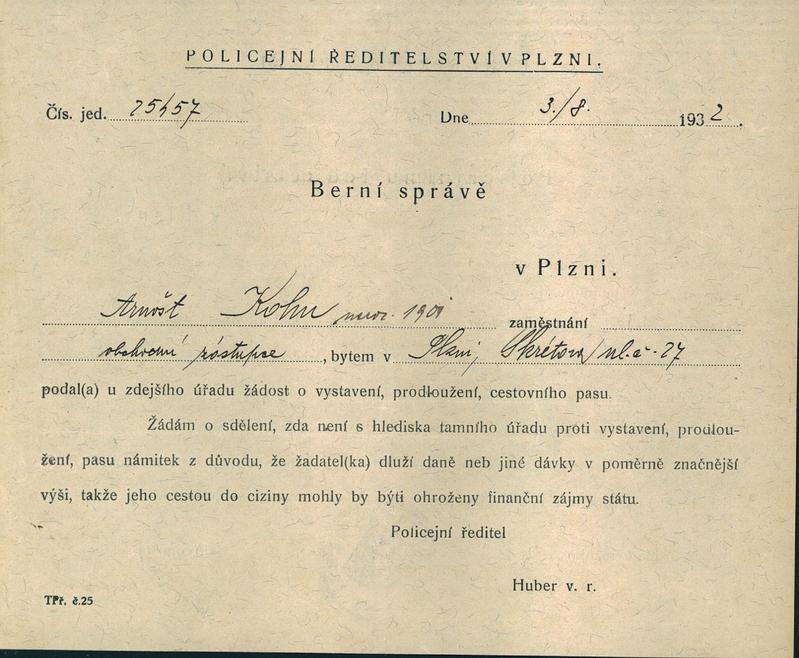 POLICEJNÍ ŘEDITELSTVÍ V PLZNI.
Čís. jed. 25457 Dne 3./8. 1932.
Berní správě
v Plzni.
Arnošt Kohn 1901 zaměstnání
obchodní zástupce, bytem v Plzni, Škrétova ul. č. 27
podal(a) u zdejšího úřadu žádost o vystavení, prodloužení, cestovního pasu.
Žádám o sdělení, zda není s hlediska tamního úřadu proti vystavení, prodlou-
žení, pasu námitek z důvodu, že žadatel(ka) dluží daně neb jiné dávky v poměrně značnější
výši, takže jeho cestou do ciziny mohly by býti ohroženy finanční zájmy státu.
Policejní ředitel
Huber v. r.
TPř. č.25